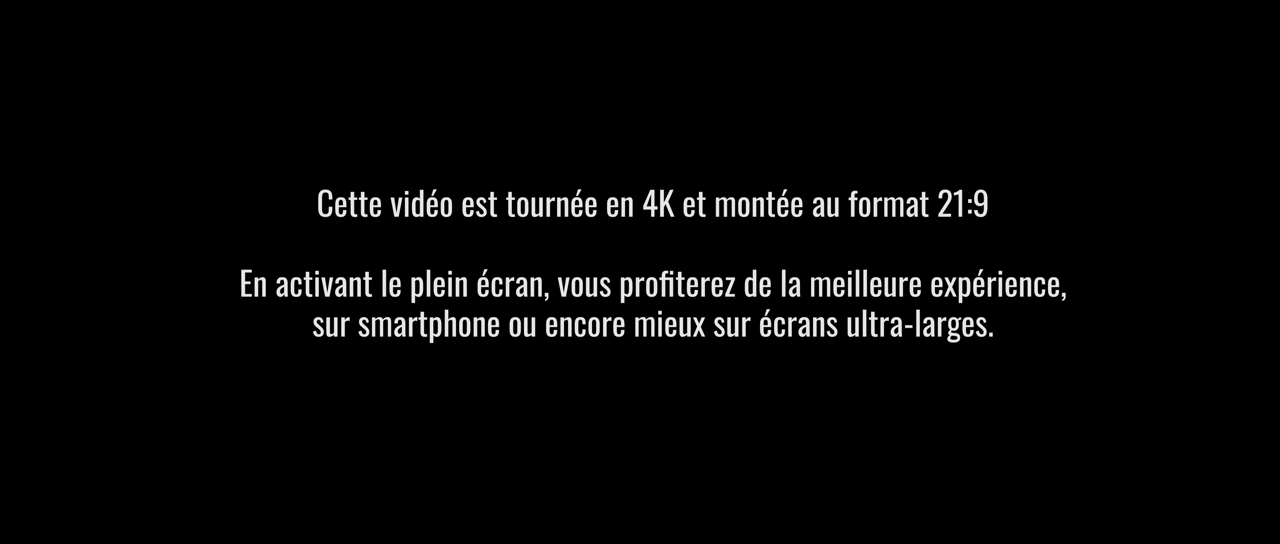 Cette vidéo est tournée en 4K et montée au format 21:9
En activant le plein écran, vous profiterez de la meilleure expérience,
sur smartphone ou encore mieux sur écrans ultra-larges.